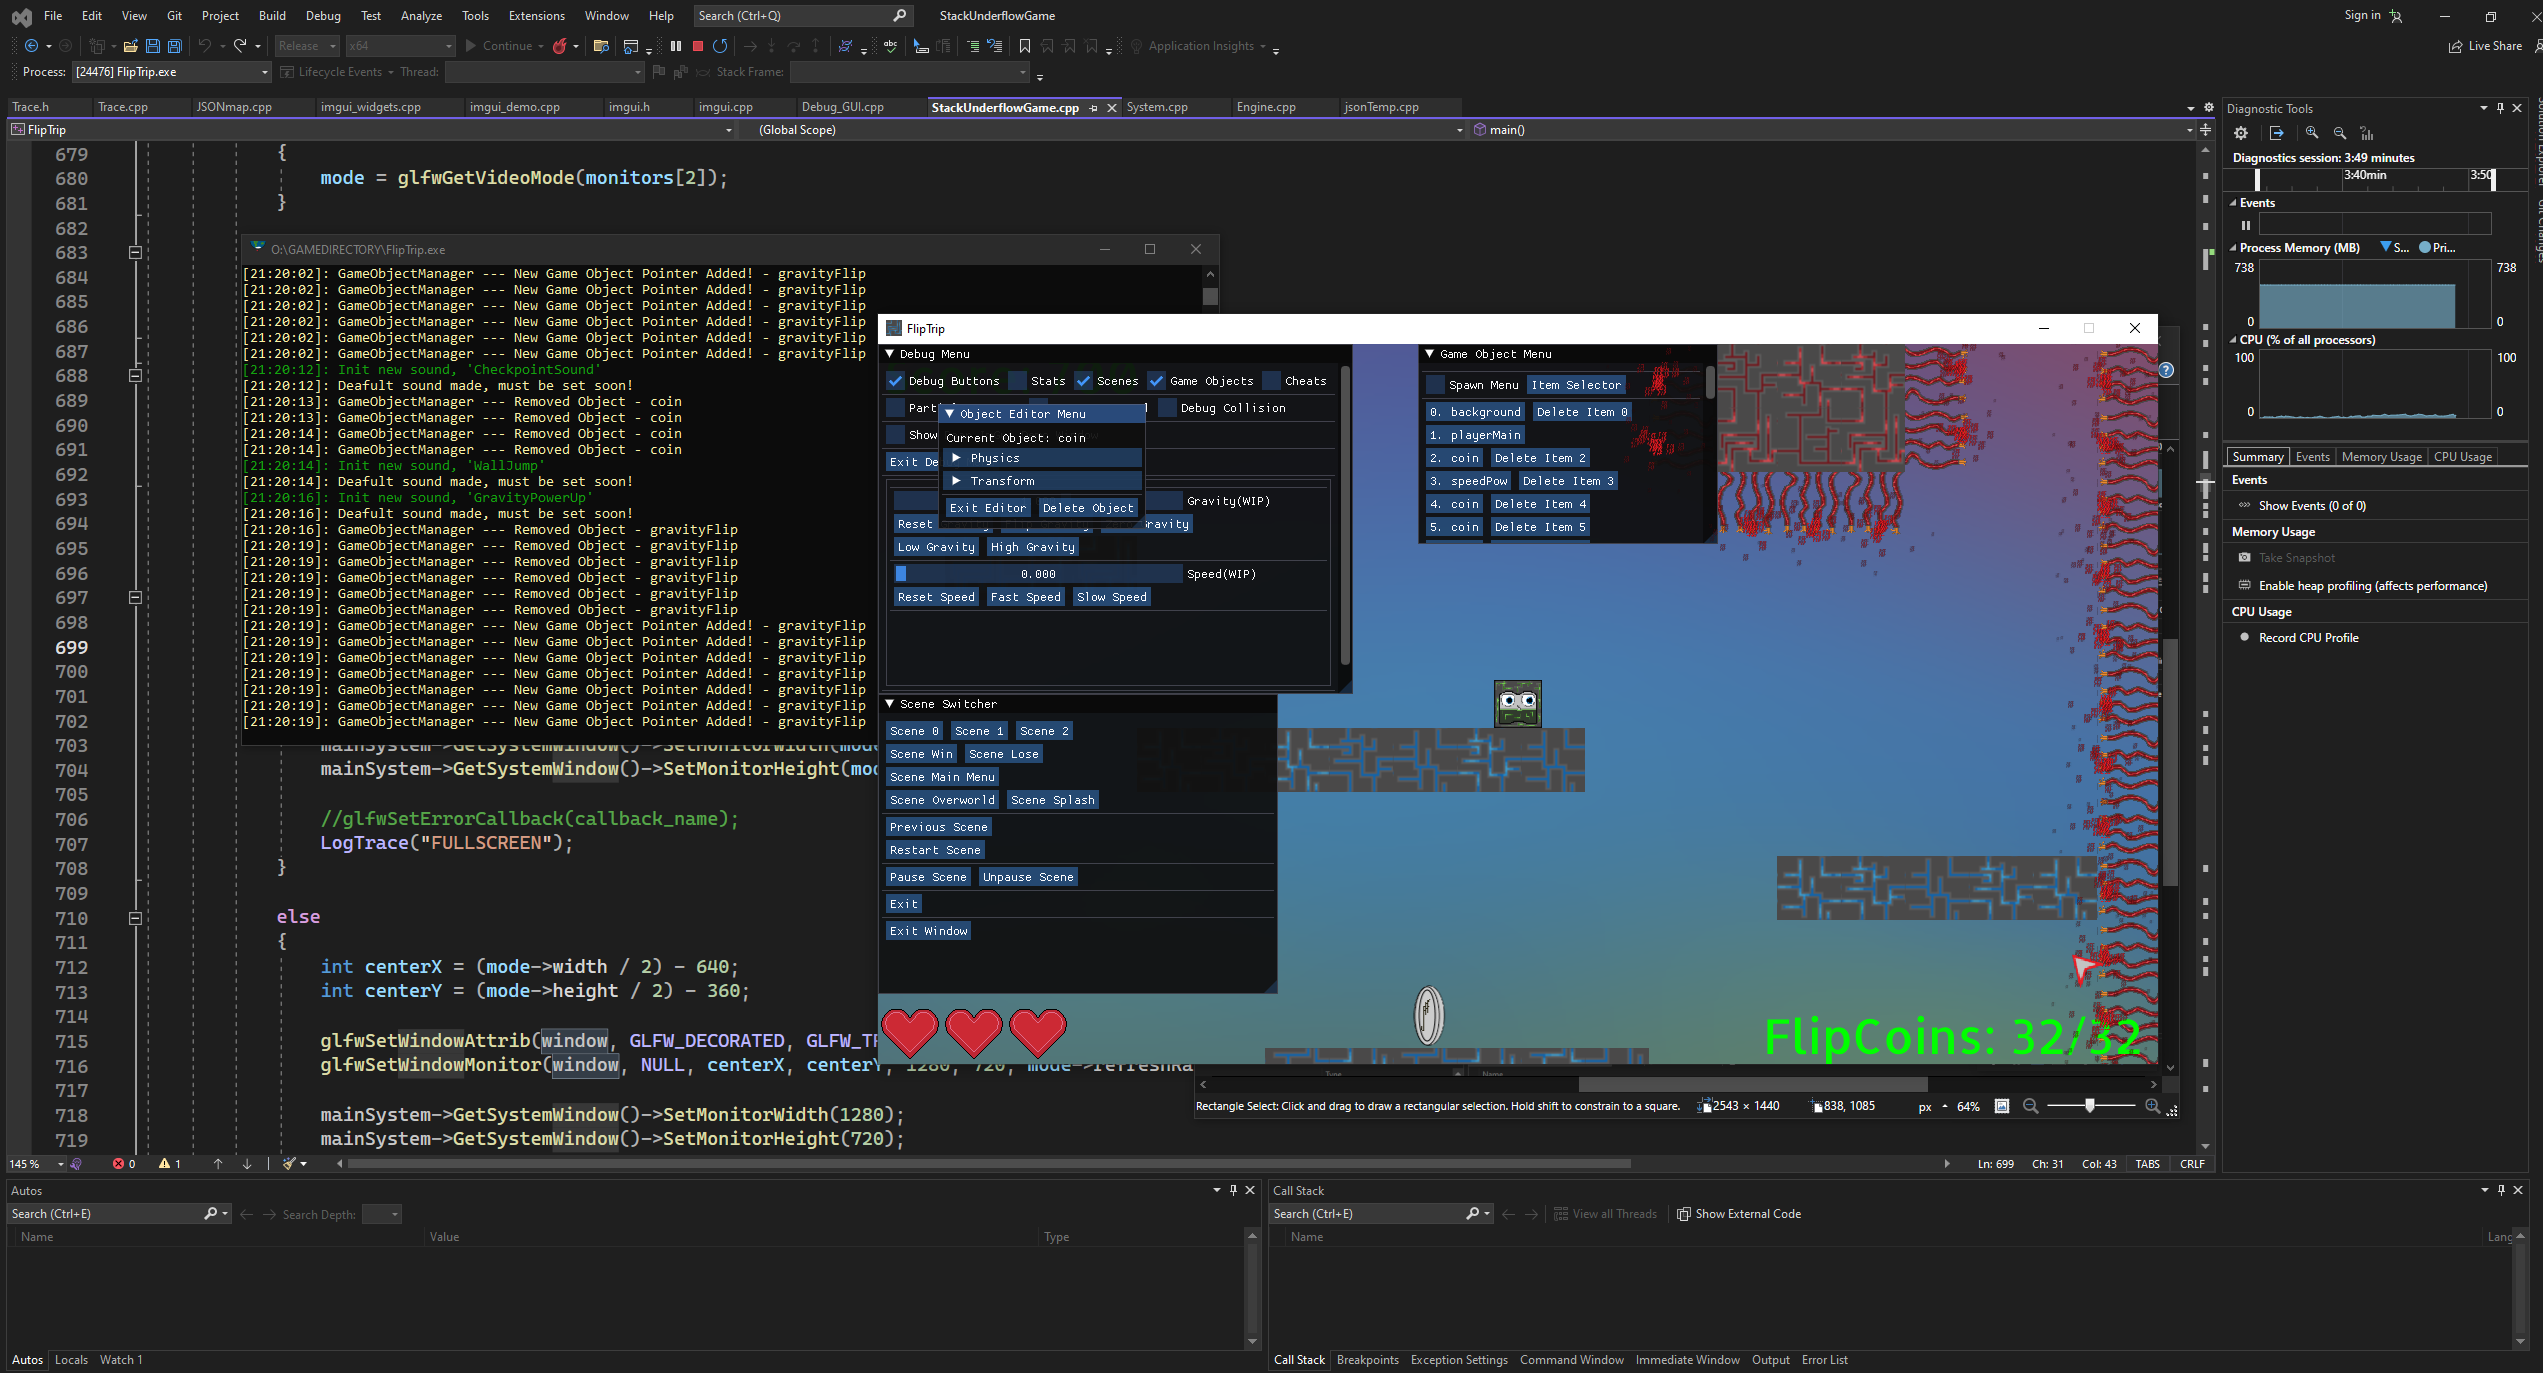 File Edit View Git Project Build Debug Test Analyze Tools Extensions Window Help Search (Ctrl+Q) StackUnderflowGame Sign in
Release x64 Continue Application Insights Live Share
Process: [24476] FlipTrip.exe Lifecycle Events Thread: Stack Frame:
Trace.h Trace.cpp JSONmap.cpp imgui_widgets.cpp imgui_demo.cpp imgui.h imgui.cpp Debug_GUI.cpp StackUnderflowGame.cpp System.cpp Engine.cpp jsonTemp.cpp
FlipTrip (Global Scope) main()
679 {
680 mode = glfwGetVideoMode(monitors[2]);
681 }
682
683
684
685
686
687
688
689
690
691
692
693
694
695
696
697
698
699
700
701
702
703 mainSystem->GetSystemWindow()->SetMonitorWidth(mode
704 mainSystem->GetSystemWindow()->SetMonitorHeight(mod
705
706 //glfwSetErrorCallback(callback_name);
707 LogTrace("FULLSCREEN");
708 }
709
710 else
711 {
712 int centerX = (mode->width / 2) - 640;
713 int centerY = (mode->height / 2) - 360;
714
715 glfwSetWindowAttrib(window, GLFW_DECORATED, GLFW_TR
716 glfwSetWindowMonitor(window, NULL, centerX, centerY, 1280, 720, mode->refreshRa
717
718 mainSystem->GetSystemWindow()->SetMonitorWidth(1280);
719 mainSystem->GetSystemWindow()->SetMonitorHeight(720);
O:\GAMEDIRECTORY\FlipTrip.exe
[21:20:02]: GameObjectManager --- New Game Object Pointer Added! - gravityFlip
[21:20:02]: GameObjectManager --- New Game Object Pointer Added! - gravityFlip
[21:20:02]: GameObjectManager --- New Game Object Pointer Added! - gravityFlip
[21:20:02]: GameObjectManager --- New Game Object Pointer Added! - gravityFlip
[21:20:02]: GameObjectManager --- New Game Object Pointer Added! - gravityFlip
[21:20:02]: GameObjectManager --- New Game Object Pointer Added! - gravityFlip
[21:20:12]: Init new sound, 'CheckpointSound'
[21:20:12]: Deafult sound made, must be set soon!
[21:20:13]: GameObjectManager --- Removed Object - coin
[21:20:13]: GameObjectManager --- Removed Object - coin
[21:20:14]: GameObjectManager --- Removed Object - coin
[21:20:14]: GameObjectManager --- Removed Object - coin
[21:20:14]: Init new sound, 'WallJump'
[21:20:14]: Deafult sound made, must be set soon!
[21:20:16]: Init new sound, 'GravityPowerUp'
[21:20:16]: Deafult sound made, must be set soon!
[21:20:16]: GameObjectManager --- Removed Object - gravityFlip
[21:20:19]: GameObjectManager --- Removed Object - gravityFlip
[21:20:19]: GameObjectManager --- Removed Object - gravityFlip
[21:20:19]: GameObjectManager --- Removed Object - gravityFlip
[21:20:19]: GameObjectManager --- Removed Object - gravityFlip
[21:20:19]: GameObjectManager --- Removed Object - gravityFlip
[21:20:19]: GameObjectManager --- New Game Object Pointer Added! - gravityFlip
[21:20:19]: GameObjectManager --- New Game Object Pointer Added! - gravityFlip
[21:20:19]: GameObjectManager --- New Game Object Pointer Added! - gravityFlip
[21:20:19]: GameObjectManager --- New Game Object Pointer Added! - gravityFlip
[21:20:19]: GameObjectManager --- New Game Object Pointer Added! - gravityFlip
[21:20:19]: GameObjectManager --- New Game Object Pointer Added! - gravityFlip
[21:20:19]: GameObjectManager --- New Game Object Pointer Added! - gravityFlip
FlipTrip
Debug Menu
Debug Buttons Stats Scenes Game Objects Cheats
Debug Collision
Show
Object Editor Menu
Current Object: coin
Physics
Transform
Exit Editor Delete Object
Gravity(WIP)
Reset
Low Gravity High Gravity
0.000 Speed(WIP)
Reset Speed Fast Speed Slow Speed
Scene Switcher
Scene 0 Scene 1 Scene 2
Scene Win Scene Lose
Scene Main Menu
Scene Overworld Scene Splash
Previous Scene
Restart Scene
Pause Scene Unpause Scene
Exit
Exit Window
Game Object Menu
Spawn Menu Item Selector
0. background Delete Item 0
1. playerMain
2. coin Delete Item 2
3. speedPow Delete Item 3
4. coin Delete Item 4
5. coin Delete Item 5
FlipCoins: 32/32
Rectangle Select: Click and drag to draw a rectangular selection. Hold shift to constrain to a square. 2543 × 1440 838, 1085 px 64%
145 % 0 1 Ln: 699 Ch: 31 Col: 43 TABS CRLF
Diagnostic Tools
Diagnostics session: 3:49 minutes
3:40min 3:50
Events
Process Memory (MB) S... Pri...
738 738
0 0
CPU (% of all processors)
100 100
0 0
Summary Events Memory Usage CPU Usage
Events
Show Events (0 of 0)
Memory Usage
Take Snapshot
Enable heap profiling (affects performance)
CPU Usage
Record CPU Profile
Autos
Search (Ctrl+E) Search Depth:
Name Value Type
Autos Locals Watch 1
Call Stack
Search (Ctrl+E) View all Threads Show External Code
Name Lang
Call Stack Breakpoints Exception Settings Command Window Immediate Window Output Error List